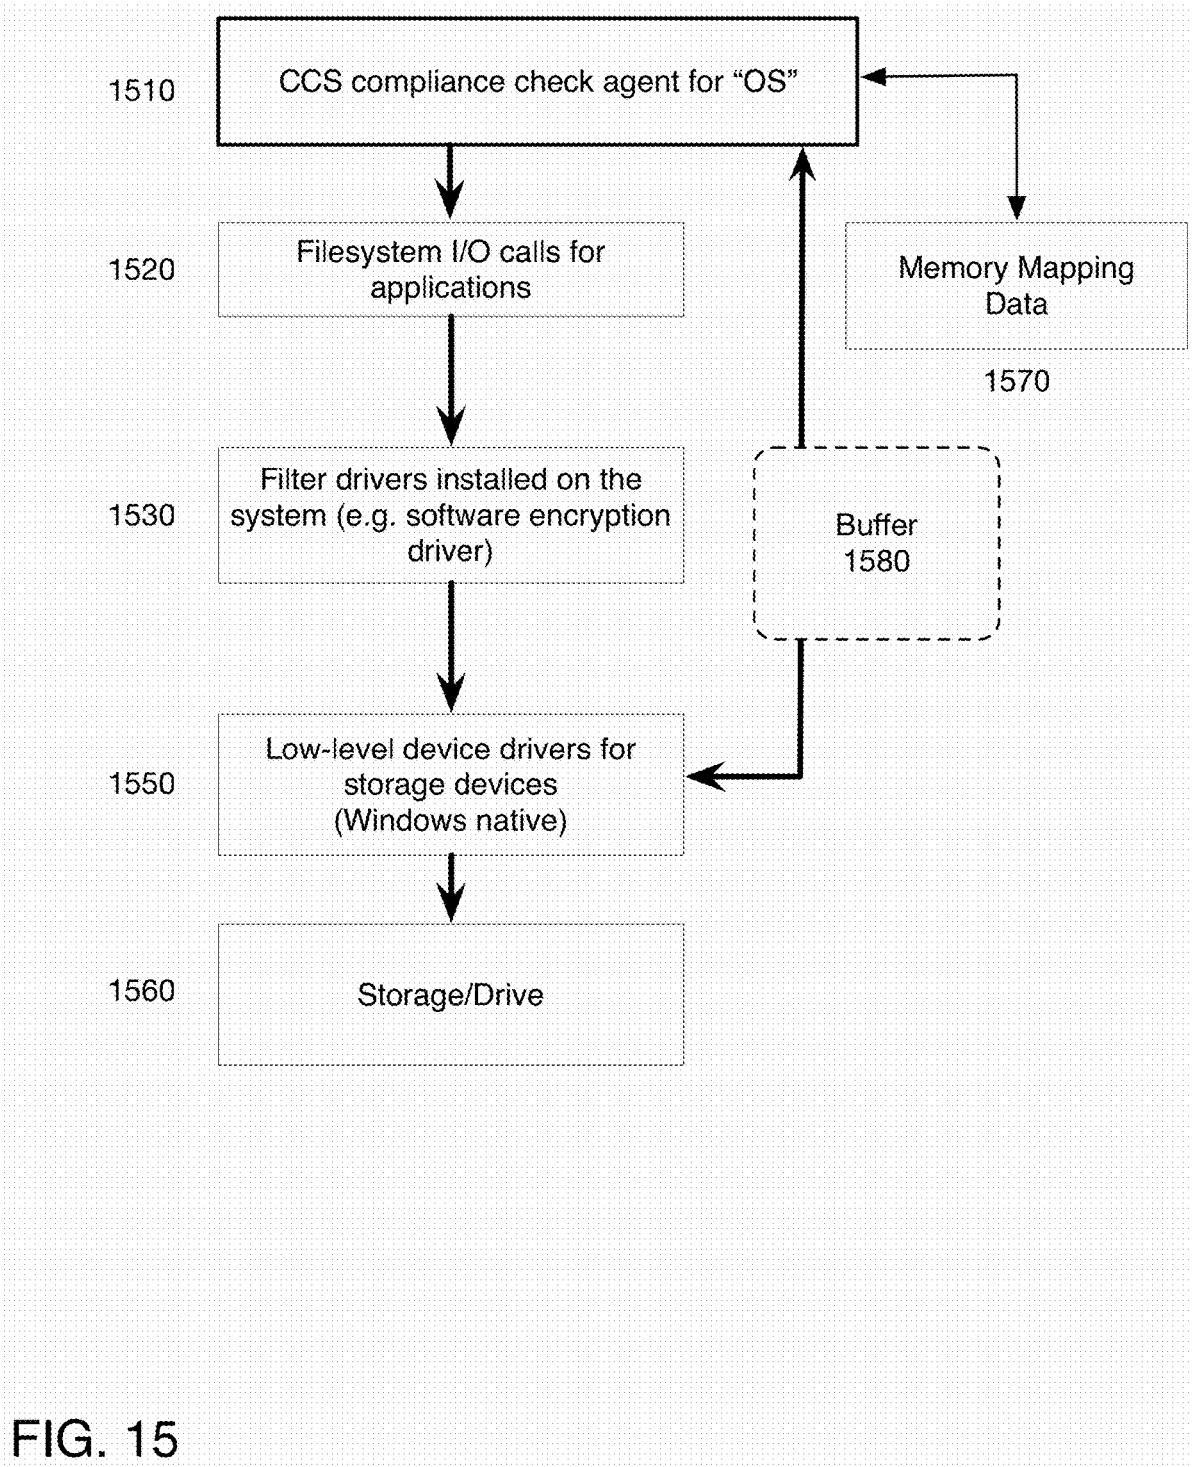 1510
CCS compliance check agent for “OS”
1520
Filesystem I/O calls for
applications
Memory Mapping
Data
1570
1530
Filter drivers installed on the
system (e.g. software encryption
driver)
Buffer
1580
1550
Low-level device drivers for
storage devices
(Windows native)
1560
Storage/Drive
FIG. 15